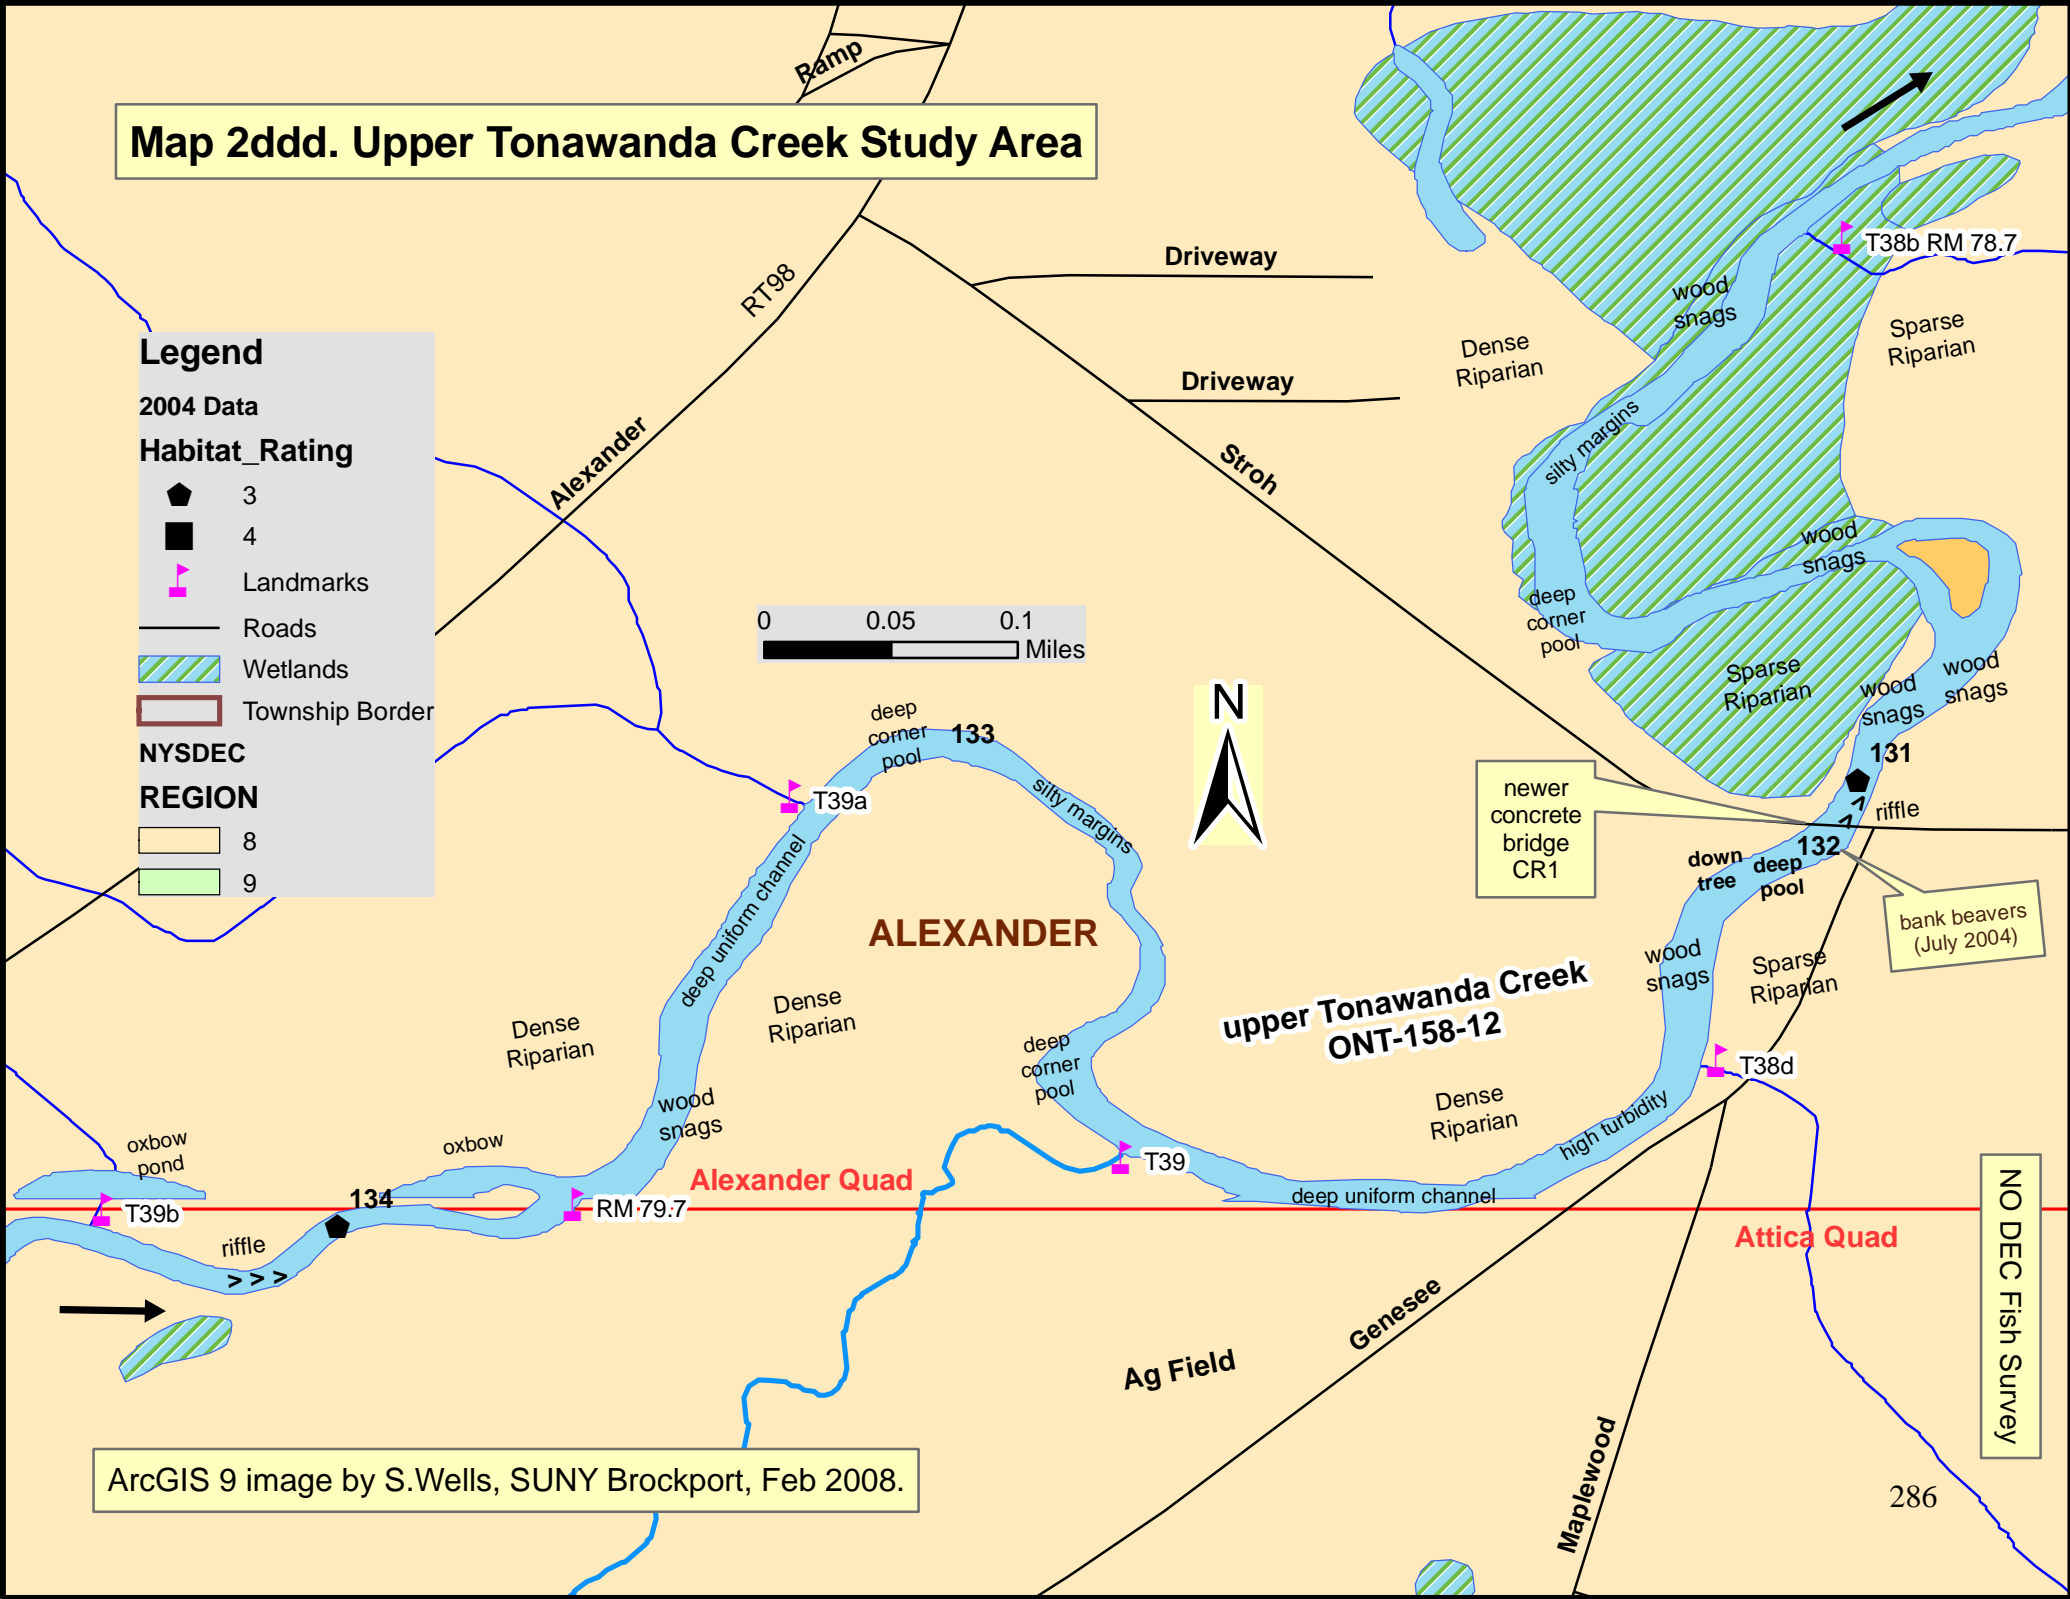 Ramp
Map 2ddd. Upper Tonawanda Creek Study Area
RT98
Driveway
Driveway
Alexander
Stroh
T38b RM 78.7
wood
snags
Dense
Riparian
Sparse
Riparian
silty margins
wood
snags
deep
corner
pool
Sparse
Riparian
wood
snags
wood
snags
131
riffle
Legend
2004 Data
Habitat_Rating
3
4
Landmarks
Roads
Wetlands
Township Border
NYSDEC
REGION
8
9
0
0.05
0.1
Miles
N
deep
corner
pool
133
T39a
silty margins
deep uniform channel
newer
concrete
bridge
CR1
132
down
tree
deep
pool
bank beavers
(July 2004)
ALEXANDER
wood
snags
Sparse
Riparian
upper Tonawanda Creek
ONT-158-12
Dense
Riparian
Dense
Riparian
deep
corner
pool
T38d
Dense
Riparian
high turbidity
wood
snags
oxbow
pond
oxbow
T39
Alexander Quad
134
T39b
RM 79.7
deep uniform channel
riffle
> > >
> >
Attica Quad
NO DEC Fish Survey
Genesee
Ag Field
Maplewood
ArcGIS 9 image by S.Wells, SUNY Brockport, Feb 2008.
286